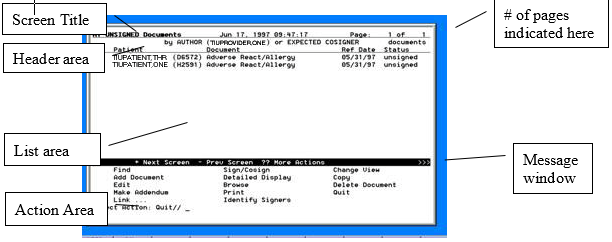 Screen Title
# of pages
indicated here
UNSIGNED Documents Jun 17, 1997 09:47:17 Page: 1 of 1
by AUTHOR (TIUPROVIDER,ONE) or EXPECTED COSIGNER documents
Header area
Patient Document Ref Date Status
TIUPATIENT,THR (D6572) Adverse React/Allergy 05/31/97 unsigned
TIUPATIENT,ONE (H2591) Adverse React/Allergy 05/31/97 unsigned
List area
+ Next Screen - Prev Screen ?? More Actions >>>
Message
window
Find Sign/Cosign Change View
Add Document Detailed Display Copy
Edit Browse Delete Document
Make Addendum Print Quit
Link ... Identify Signers
Action Area
ect Action: Quit// _